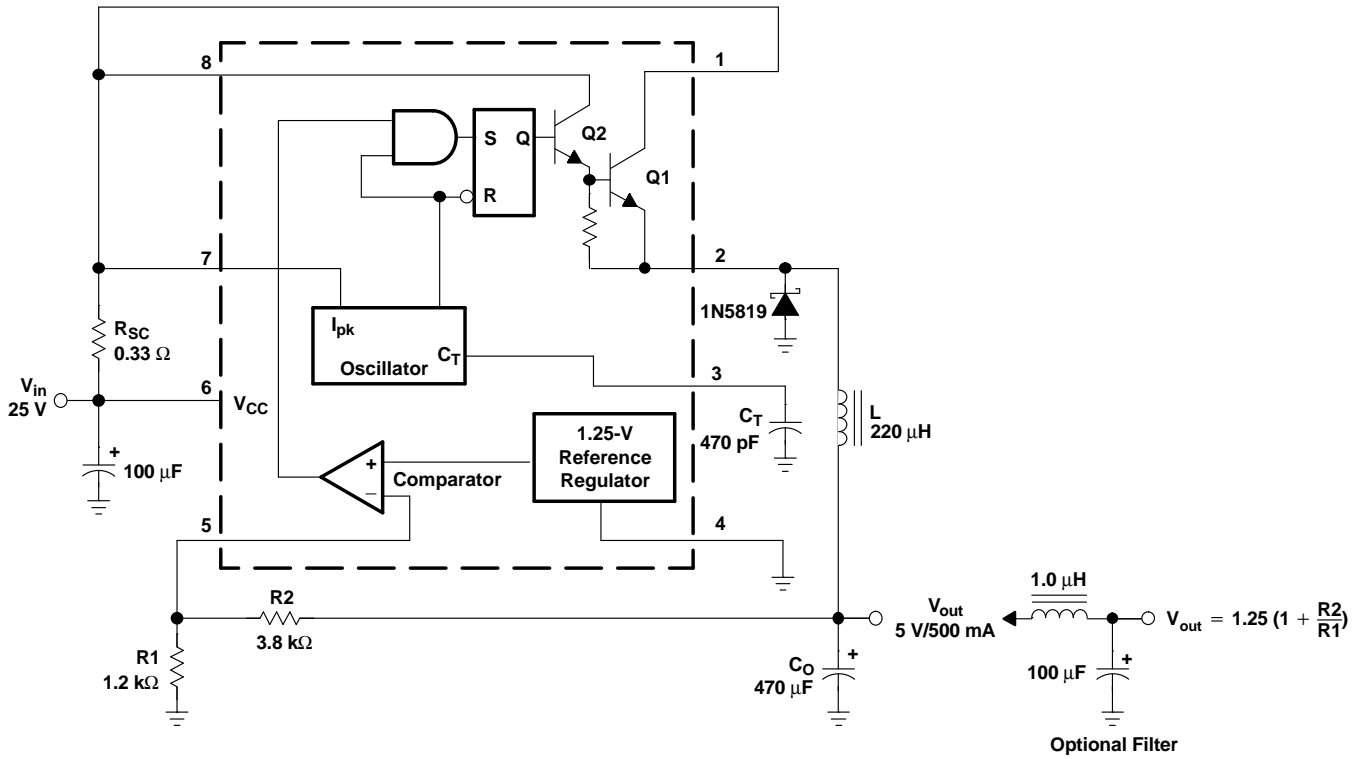 8
1
S
Q
Q2
R
Q1
7
2
1N5819
Ipk
CT
Oscillator
RSC
0.33 Ω
3
Vin
25 V
6
VCC
CT
470 pF
L
220 μH
1.25-V
Reference
Regulator
+
–
Comparator
+
100 μF
5
4
R2
3.8 kΩ
R1
1.2 kΩ
Vout
5 V/500 mA
1.0 μH
Vout = 1.25 (1 + R2/R1)
CO
470 μF
+
100 μF
+
Optional Filter